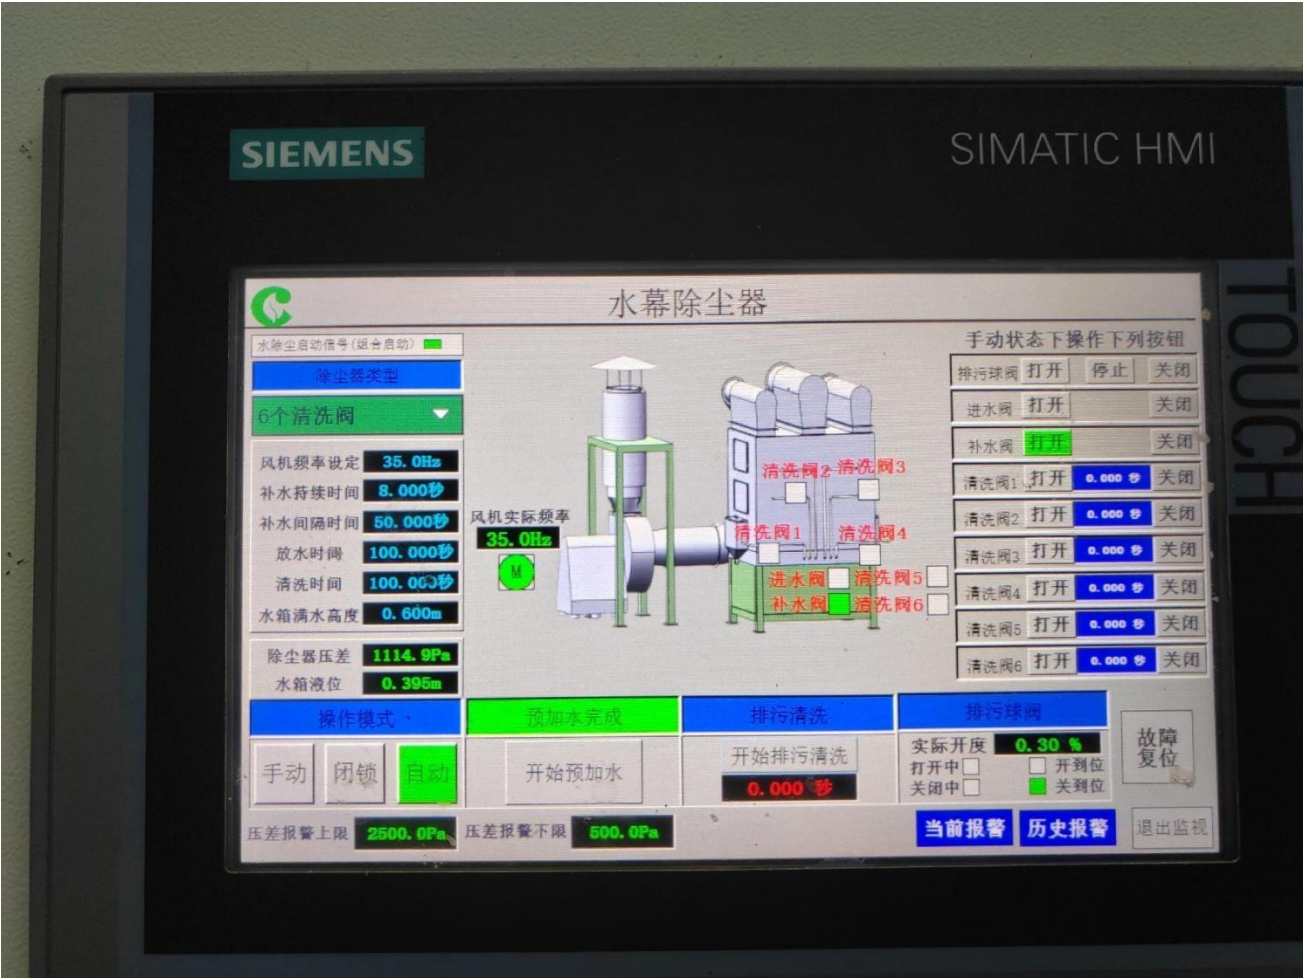 SIEMENS
SIMATIC HMI
TOUCH
水幕除尘器
水除尘启动信号(组合启动)
除尘器类型
6个清洗阀
风机频率设定 35.0Hz
补水持续时间 8.000秒
补水间隔时间 50.000秒
放水时间 100.000秒
清洗时间 100.000秒
水箱满水高度 0.600m
除尘器压差 1114.9Pa
水箱液位 0.395m
风机实际频率
35.0Hz
M
清洗阀2 清洗阀3
清洗阀1 清洗阀4
进水阀 清洗阀5
补水阀 清洗阀6
手动状态下操作下列按钮
排污球阀 打开 停止 关闭
进水阀 打开 关闭
补水阀 打开 关闭
清洗阀1 打开 0.000 秒 关闭
清洗阀2 打开 0.000 秒 关闭
清洗阀3 打开 0.000 秒 关闭
清洗阀4 打开 0.000 秒 关闭
清洗阀5 打开 0.000 秒 关闭
清洗阀6 打开 0.000 秒 关闭
操作模式
手动 闭锁 自动
预加水完成
开始预加水
排污清洗
开始排污清洗
0.000 秒
排污球阀
实际开度 0.30 %
打开中 开到位
关闭中 关到位
故障
复位
压差报警上限 2500.0Pa 压差报警下限 500.0Pa
当前报警 历史报警 退出监视